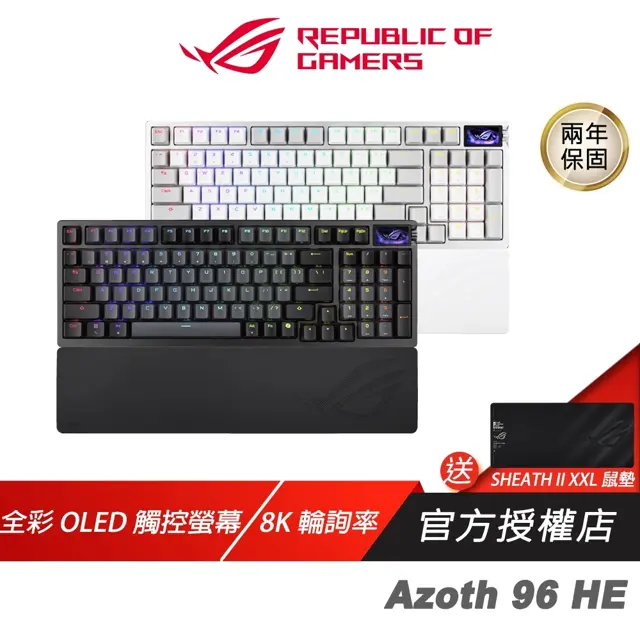 REPUBLIC OF
GAMERS
兩年
保固
送
SHEATH II XXL 鼠墊
全彩 OLED 觸控螢幕/8K 輪詢率
官方授權店
Azoth 96 HE